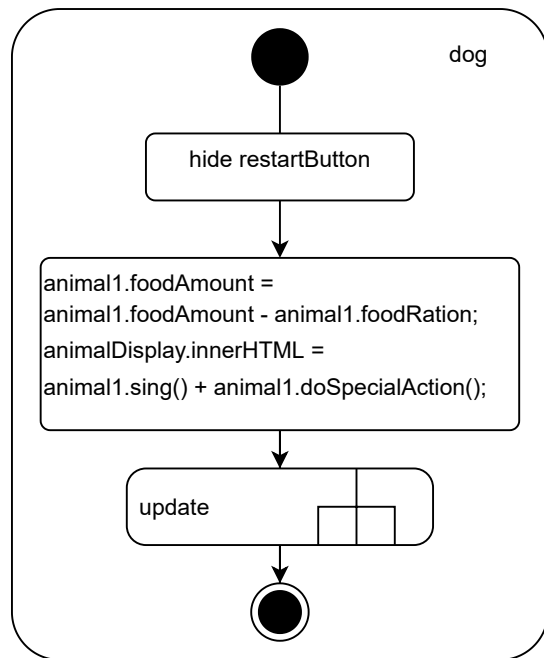 dog
hide restartButton
animal1.foodAmount =
animal1.foodAmount - animal1.foodRation;
animalDisplay.innerHTML =
animal1.sing() + animal1.doSpecialAction();
update